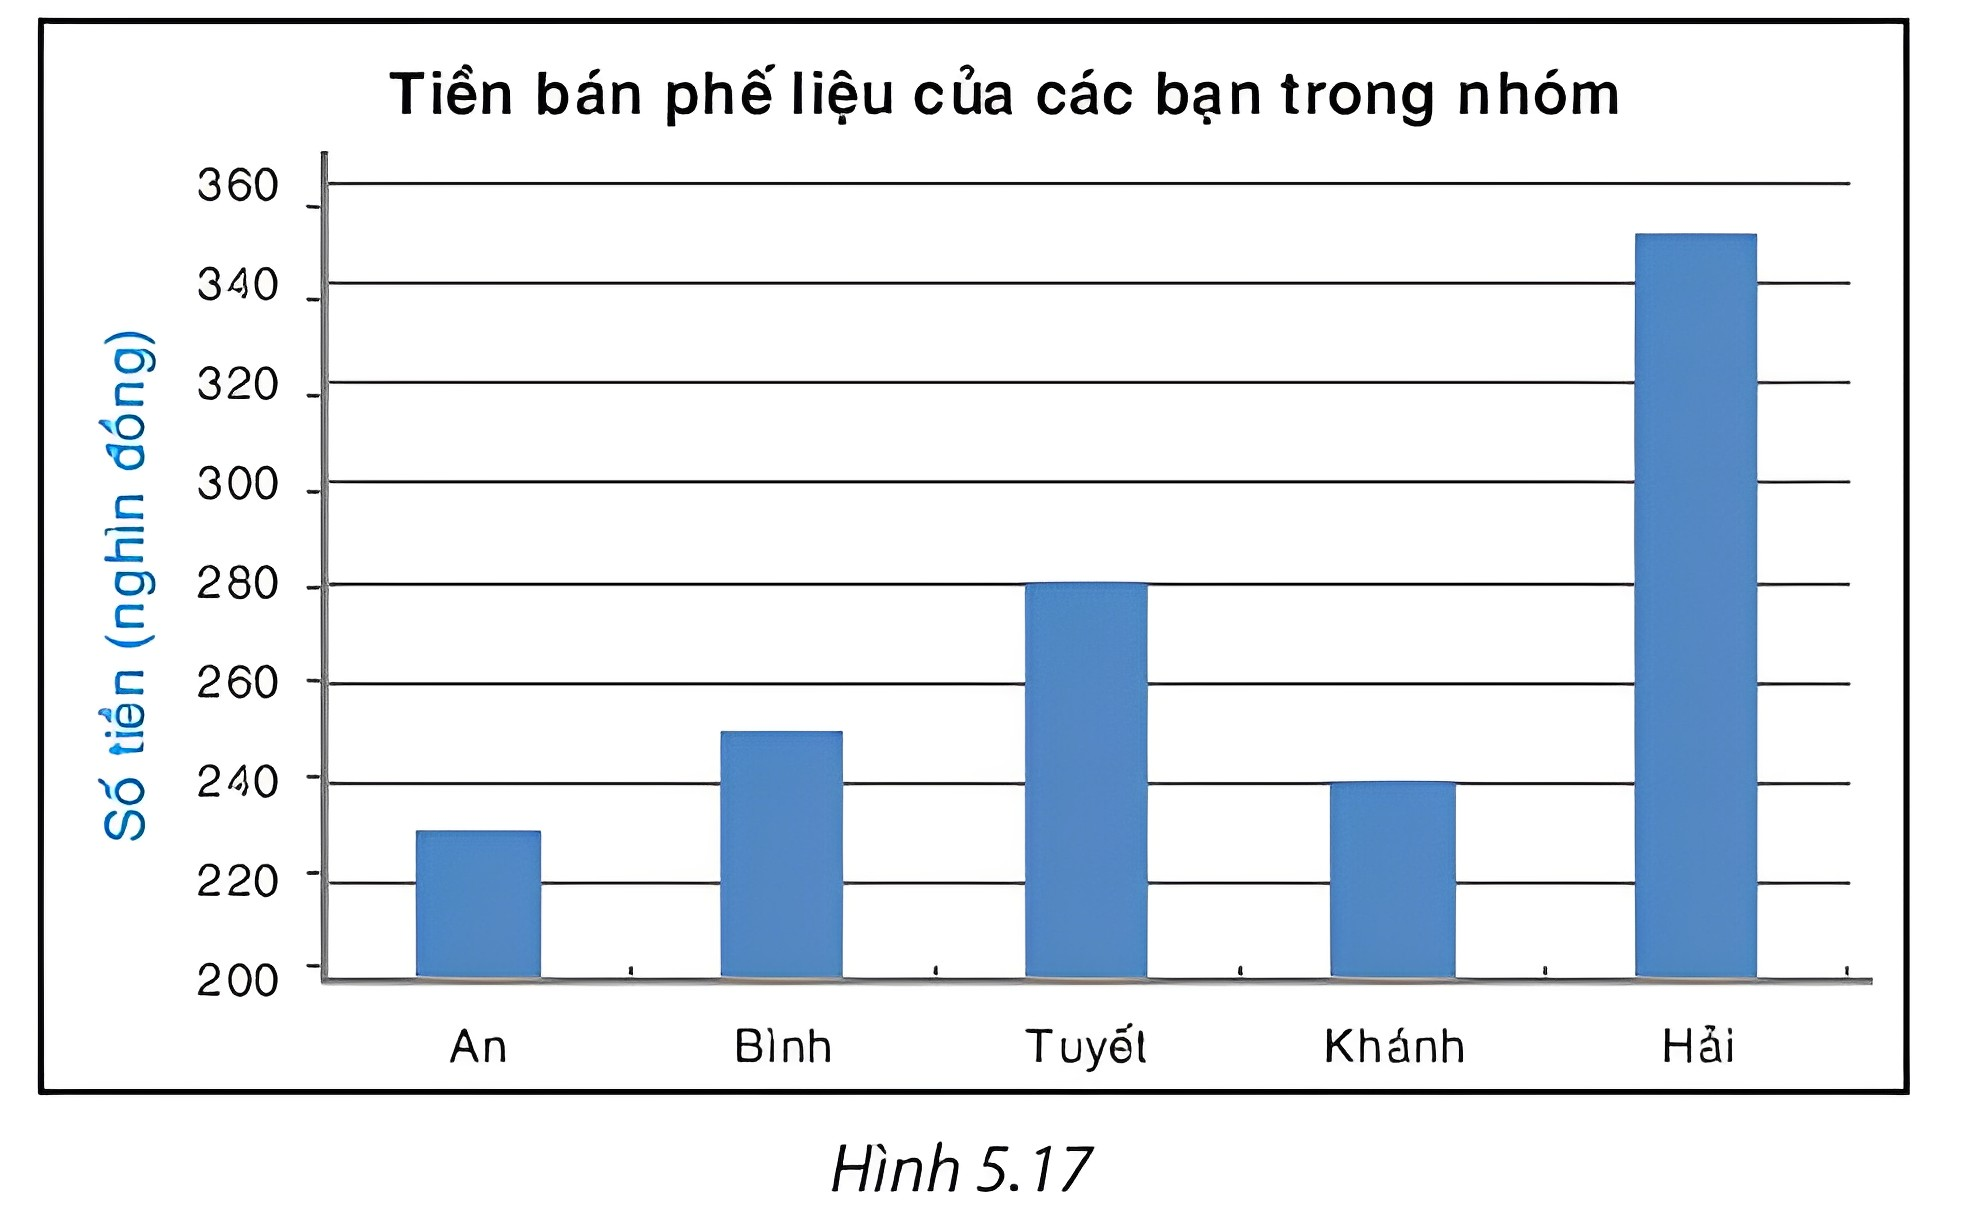 Tiền bán phế liệu của các bạn trong nhóm
Số tiền (nghìn đồng)
360
340
320
300
280
260
240
220
200
An Bình Tuyết Khánh Hải
Hình 5.17